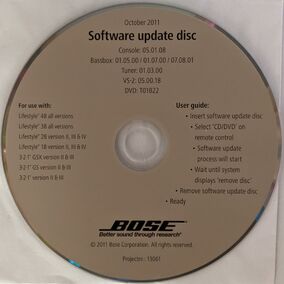 October 2011
Software update disc
Console: 05.01.08
Bassbox: 01.05.00 / 01.07.00 / 07.08.01
Tuner: 01.03.00
VS-2: 05.00.18
DVD: T01822
For use with:
Lifestyle® 48 all versions
Lifestyle® 38 all versions
Lifestyle® 28 version II, III & IV
Lifestyle® 18 version II, III & IV
3·2·1® GSX version II & III
3·2·1® GS version II & III
3·2·1® version II & III
User guide:
• Insert software update disc
• Select 'CD/DVD' on
remote control
• Software update
process will start
• Wait until system
displays 'remove disc'
• Remove software update disc
• Ready
BOSE®
Better sound through research®
© 2011 Bose Corporation. All rights reserved.
Projectnr.: 13061